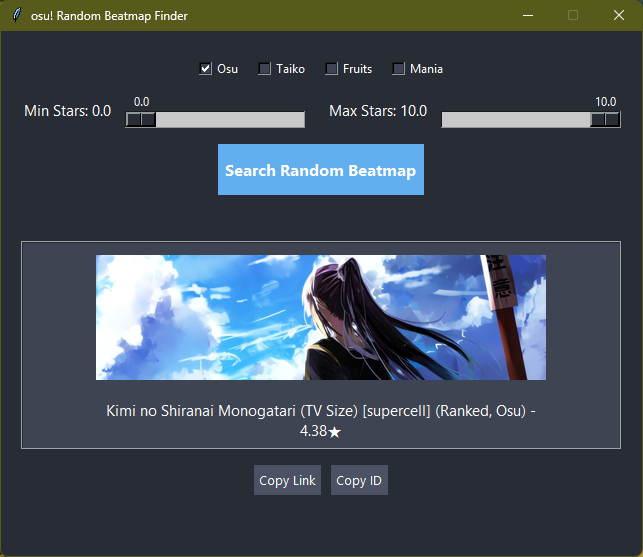 osu! Random Beatmap Finder
Osu Taiko Fruits Mania
0.0 10.0
Min Stars: 0.0 Max Stars: 10.0
Search Random Beatmap
注意
Kimi no Shiranai Monogatari (TV Size) [supercell] (Ranked, Osu) -
4.38★
Copy Link Copy ID